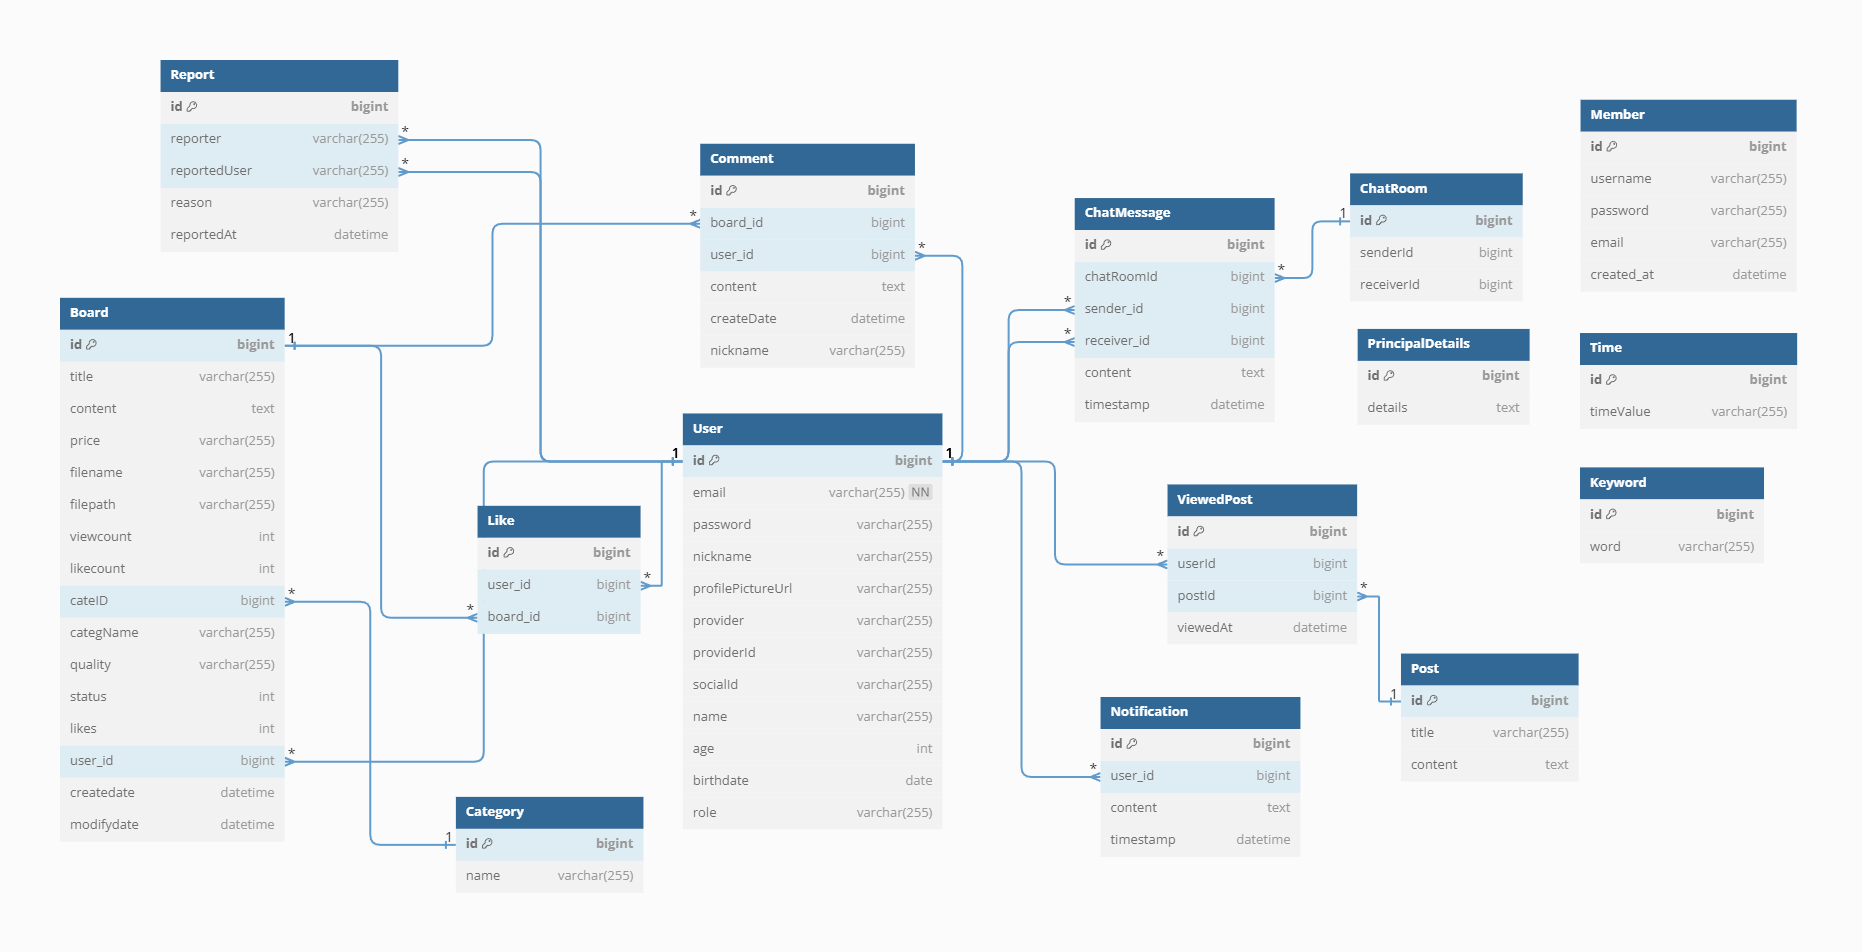 Report
id bigint
reporter varchar(255) *
reportedUser varchar(255) *
reason varchar(255)
reportedAt datetime
Board
id bigint 1
title varchar(255)
content text
price varchar(255)
filename varchar(255)
filepath varchar(255)
viewcount int
likecount int
cateID bigint *
categName varchar(255)
quality varchar(255)
status int
likes int
user_id bigint *
createdate datetime
modifydate datetime
Comment
id bigint
* board_id bigint
user_id bigint *
content text
createDate datetime
nickname varchar(255)
Like
id bigint
user_id bigint *
* board_id bigint
Category
1 id bigint
name varchar(255)
User
1 id bigint 1
email varchar(255) NN
password varchar(255)
nickname varchar(255)
profilePictureUrl varchar(255)
provider varchar(255)
providerId varchar(255)
socialId varchar(255)
name varchar(255)
age int
birthdate date
role varchar(255)
ChatMessage
id bigint
chatRoomId bigint *
* sender_id bigint
* receiver_id bigint
content text
timestamp datetime
ChatRoom
1 id bigint
senderId bigint
receiverId bigint
PrincipalDetails
id bigint
details text
ViewedPost
id bigint
* userId bigint
postId bigint *
viewedAt datetime
Notification
id bigint
* user_id bigint
content text
timestamp datetime
Post
1 id bigint
title varchar(255)
content text
Member
id bigint
username varchar(255)
password varchar(255)
email varchar(255)
created_at datetime
Time
id bigint
timeValue varchar(255)
Keyword
id bigint
word varchar(255)